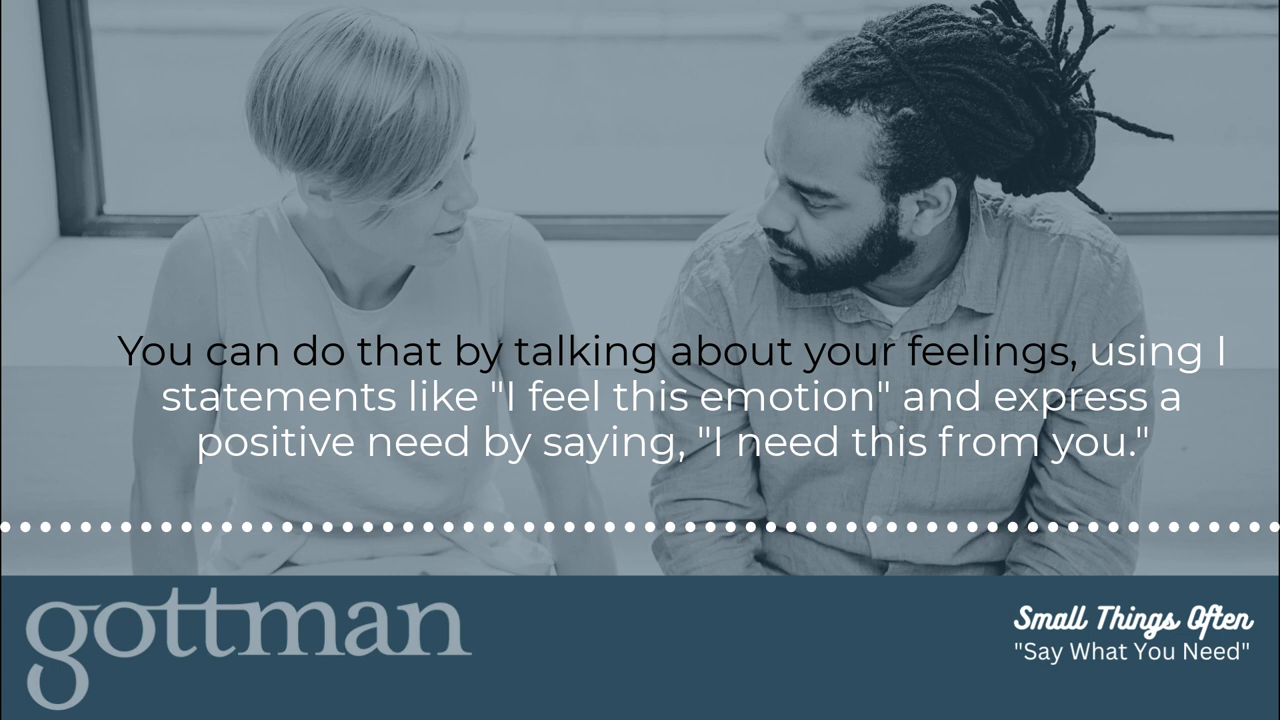 You can do that by talking about your feelings, using I
statements like "I feel this emotion" and express a
positive need by saying, "I need this from you."
gottman
Small Things Often
"Say What You Need"